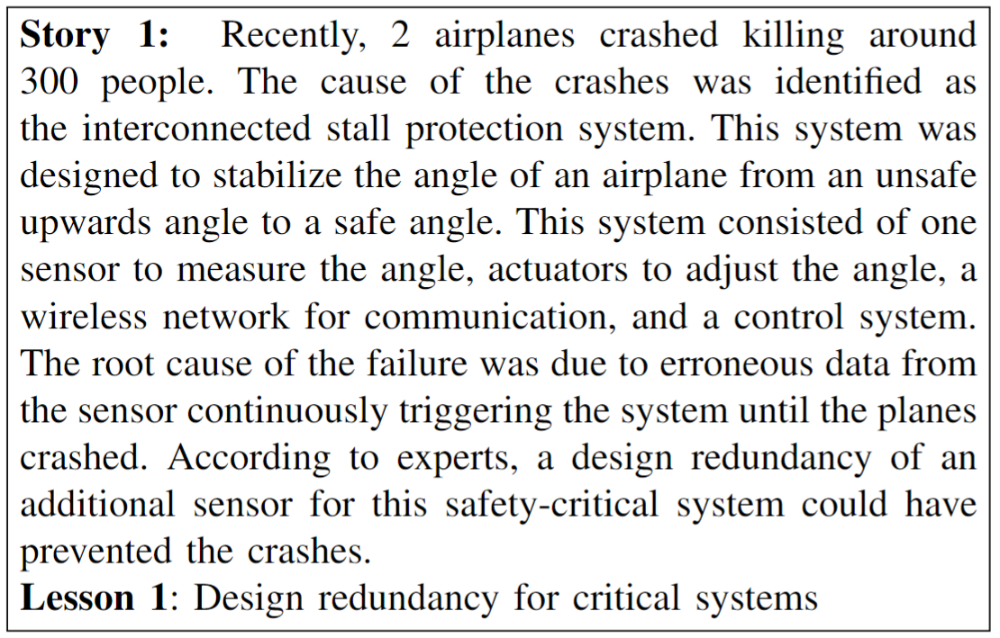 Story 1: Recently, 2 airplanes crashed killing around
300 people. The cause of the crashes was identified as
the interconnected stall protection system. This system was
designed to stabilize the angle of an airplane from an unsafe
upwards angle to a safe angle. This system consisted of one
sensor to measure the angle, actuators to adjust the angle, a
wireless network for communication, and a control system.
The root cause of the failure was due to erroneous data from
the sensor continuously triggering the system until the planes
crashed. According to experts, a design redundancy of an
additional sensor for this safety-critical system could have
prevented the crashes.
Lesson 1: Design redundancy for critical systems